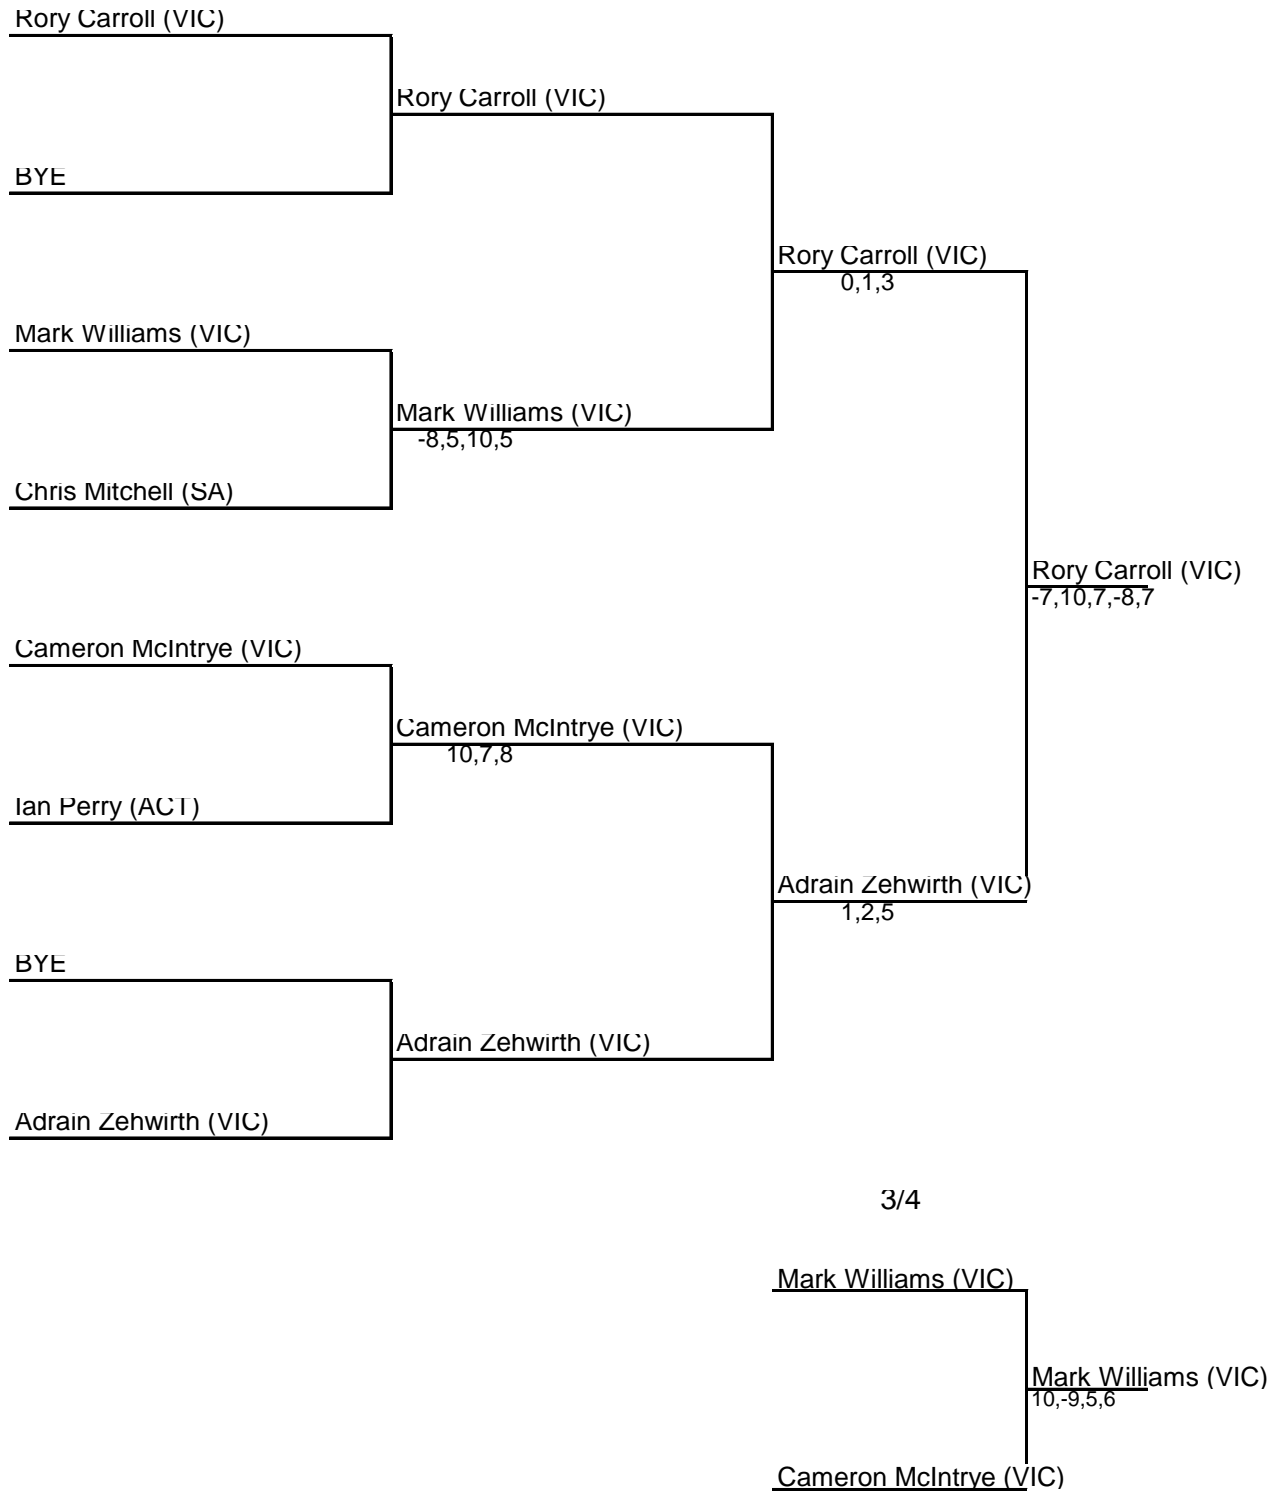 Rory Carroll (VIC)
Rory Carroll (VIC)
BYE
Rory Carroll (VIC)
0,1,3
Mark Williams (VIC)
Mark Williams (VIC)
-8,5,10,5
Chris Mitchell (SA)
Rory Carroll (VIC)
-7,10,7,-8,7
Cameron McIntrye (VIC)
Cameron McIntrye (VIC)
10,7,8
Ian Perry (ACT)
Adrain Zehwirth (VIC)
1,2,5
BYE
Adrain Zehwirth (VIC)
Adrain Zehwirth (VIC)
3/4
Mark Williams (VIC)
Mark Williams (VIC)
10,-9,5,6
Cameron McIntrye (VIC)